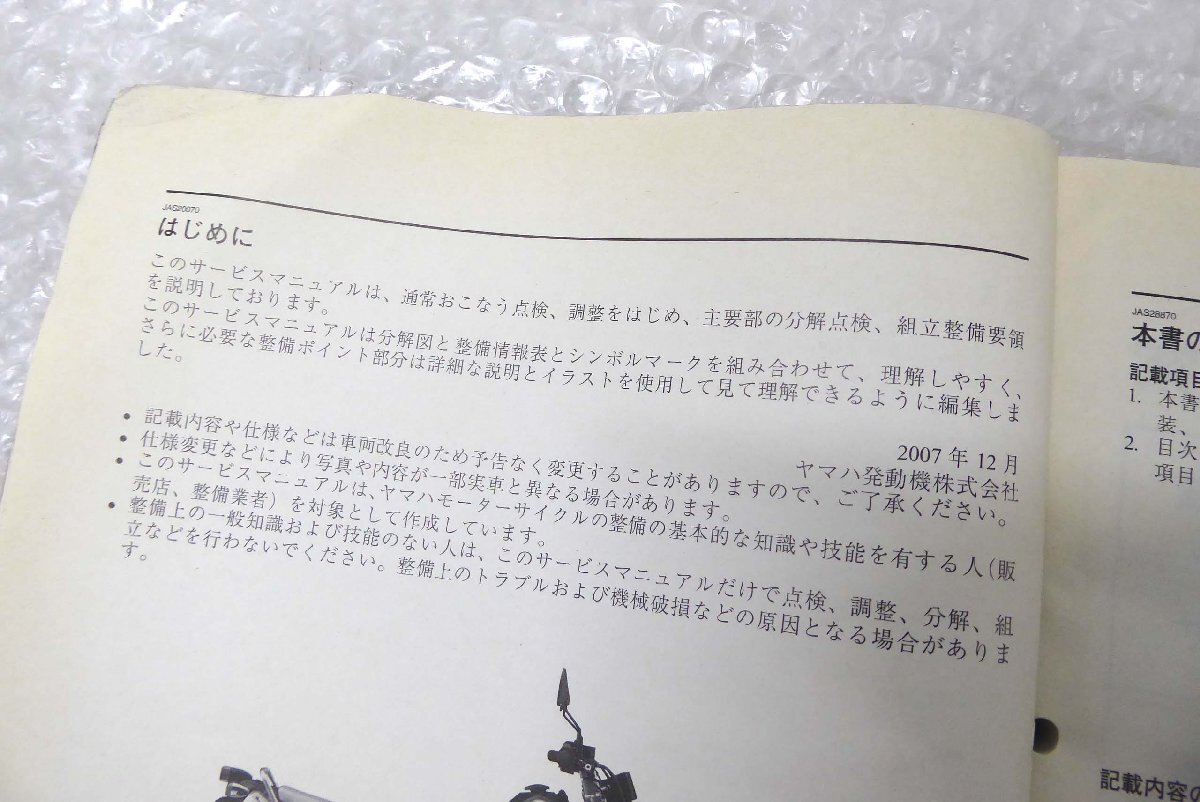 JAS20070
はじめに
このサービスマニュアルは、通常おこなう点検、調整をはじめ、主要部の分解点検、組立整備要領
を説明しております。
このサービスマニュアルは分解図と整備情報表とシンボルマークを組み合わせて、理解しやすく、
さらに必要な整備ポイント部分は詳細な説明とイラストを使用して見て理解できるように編集しま
した。
2007 年 12 月
ヤマハ発動機株式会社
• 記載内容や仕様などは車両改良のため予告なく変更することがありますので、ご了承ください。
• 仕様変更などにより写真や内容が一部実車と異なる場合があります。
• このサービスマニュアルは、ヤマハモーターサイクルの整備の基本的な知識や技能を有する人（販
売店、整備業者）を対象として作成しています。
• 整備上の一般知識および技能のない人は、このサービスマニュアルだけで点検、調整、分解、組
立などを行わないでください。整備上のトラブルおよび機械破損などの原因となる場合がありま
す。
JAS28870
本書の
記載項目
1. 本書
装、
2. 目次
項目
記載内容の